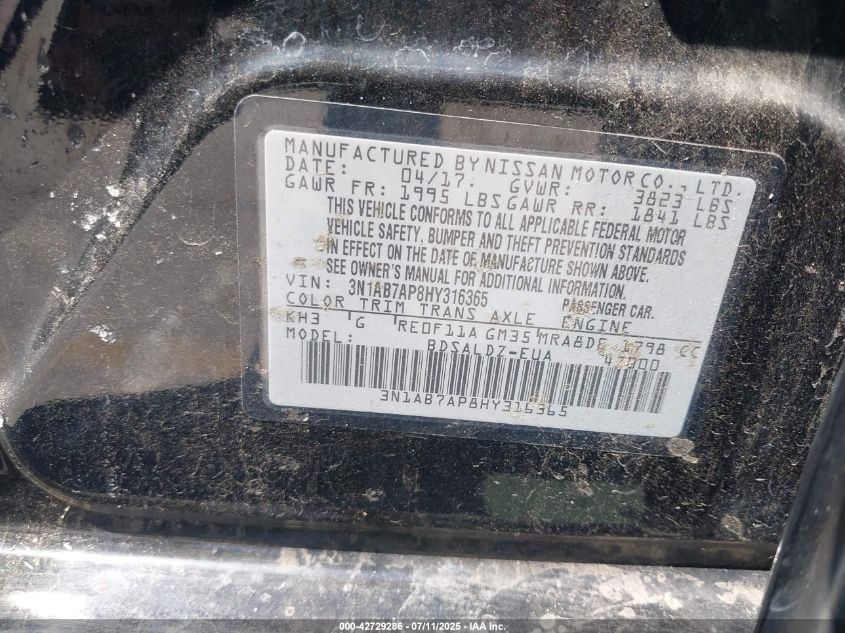 MANUFACTURED BY NISSAN MOTOR CO., LTD.
DATE: 04/17. GVWR: 3823 LBS
GAWR FR: 1995 LBS GAWR RR: 1841 LBS
THIS VEHICLE CONFORMS TO ALL APPLICABLE FEDERAL MOTOR
VEHICLE SAFETY, BUMPER AND THEFT PREVENTION STANDARDS
IN EFFECT ON THE DATE OF MANUFACTURE SHOWN ABOVE.
SEE OWNER'S MANUAL FOR ADDITIONAL INFORMATION.
VIN: 3N1AB7AP8HY316365 PASSENGER CAR.
COLOR TRIM TRANS AXLE ENGINE
KH3 G RE0F11A GM35 MRA8DE 1798 CC
MODEL: BDSALDZ-EUA
3N1AB7AP8HY316365
000-42729286 - 07/11/2025 - IAA Inc.